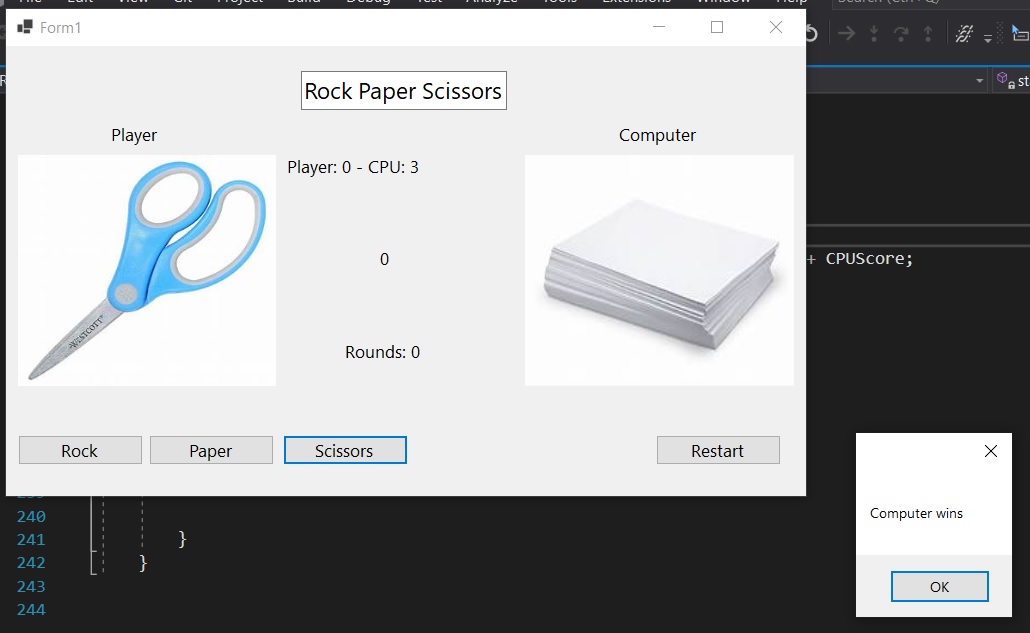 Form1
Rock Paper Scissors
Player
Computer
Player: 0 - CPU: 3
0
+ CPUScore;
WESTCOTT
Rounds: 0
Rock
Paper
Scissors
Restart
Computer wins
OK
240
241 }
242 }
243
244